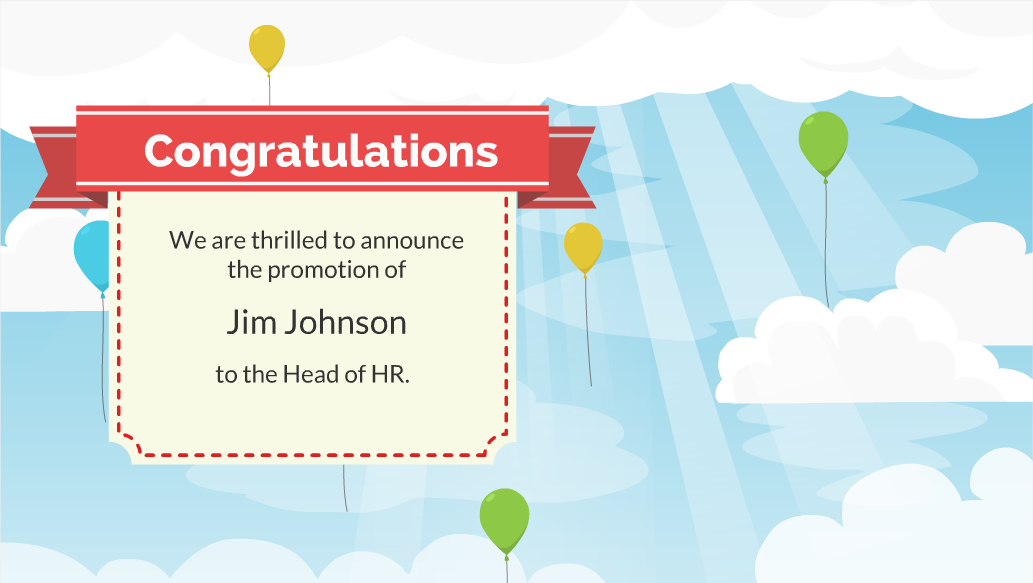 Congratulations
We are thrilled to announce
the promotion of
Jim Johnson
to the Head of HR.